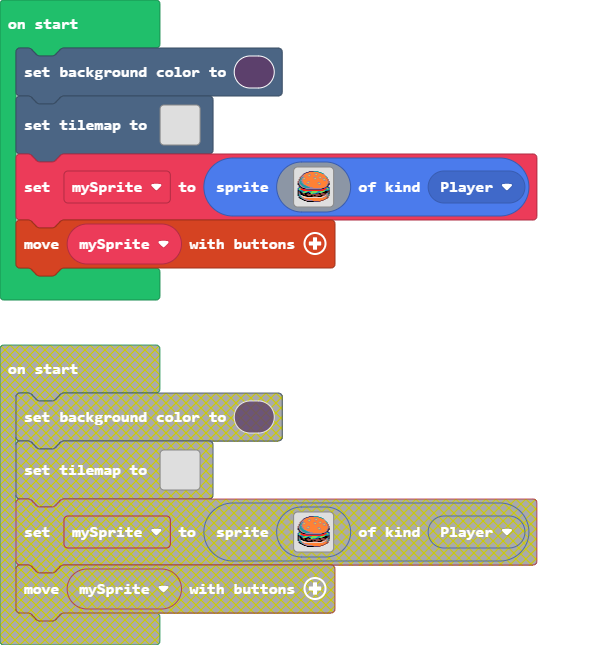 on start
set background color to
set tilemap to
set mySprite to sprite of kind Player
move mySprite with buttons
on start
set background color to
set tilemap to
set mySprite to sprite of kind Player
move mySprite with buttons